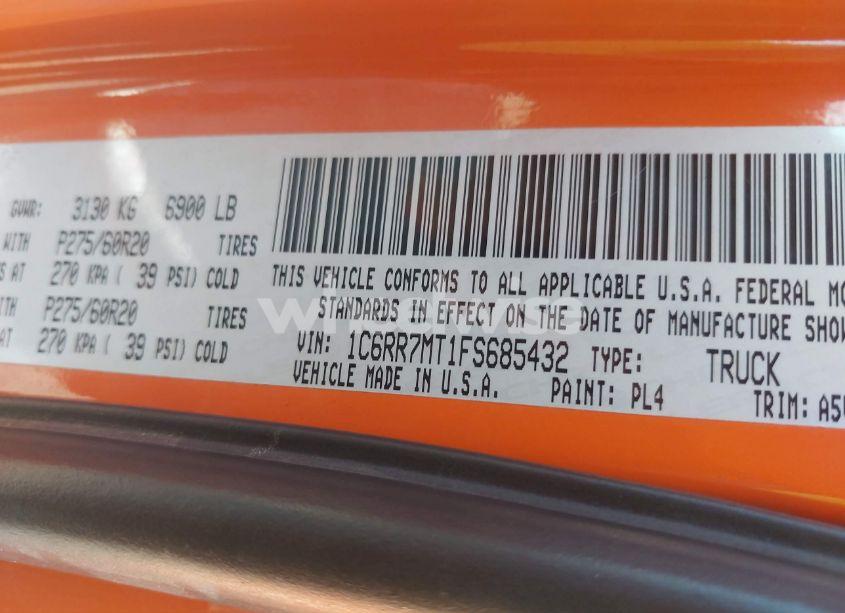 GVWR: 3130 KG 6900 LB
WITH P275/60R20 TIRES
AT 270 KPA( 39 PSI) COLD
WITH P275/60R20 TIRES
AT 270 KPA( 39 PSI) COLD
THIS VEHICLE CONFORMS TO ALL APPLICABLE U.S.A. FEDERAL MO
STANDARDS IN EFFECT ON THE DATE OF MANUFACTURE SHOW
VIN: 1C6RR7MT1FS685432 TYPE: TRUCK
VEHICLE MADE IN U.S.A. PAINT: PL4 TRIM: A5